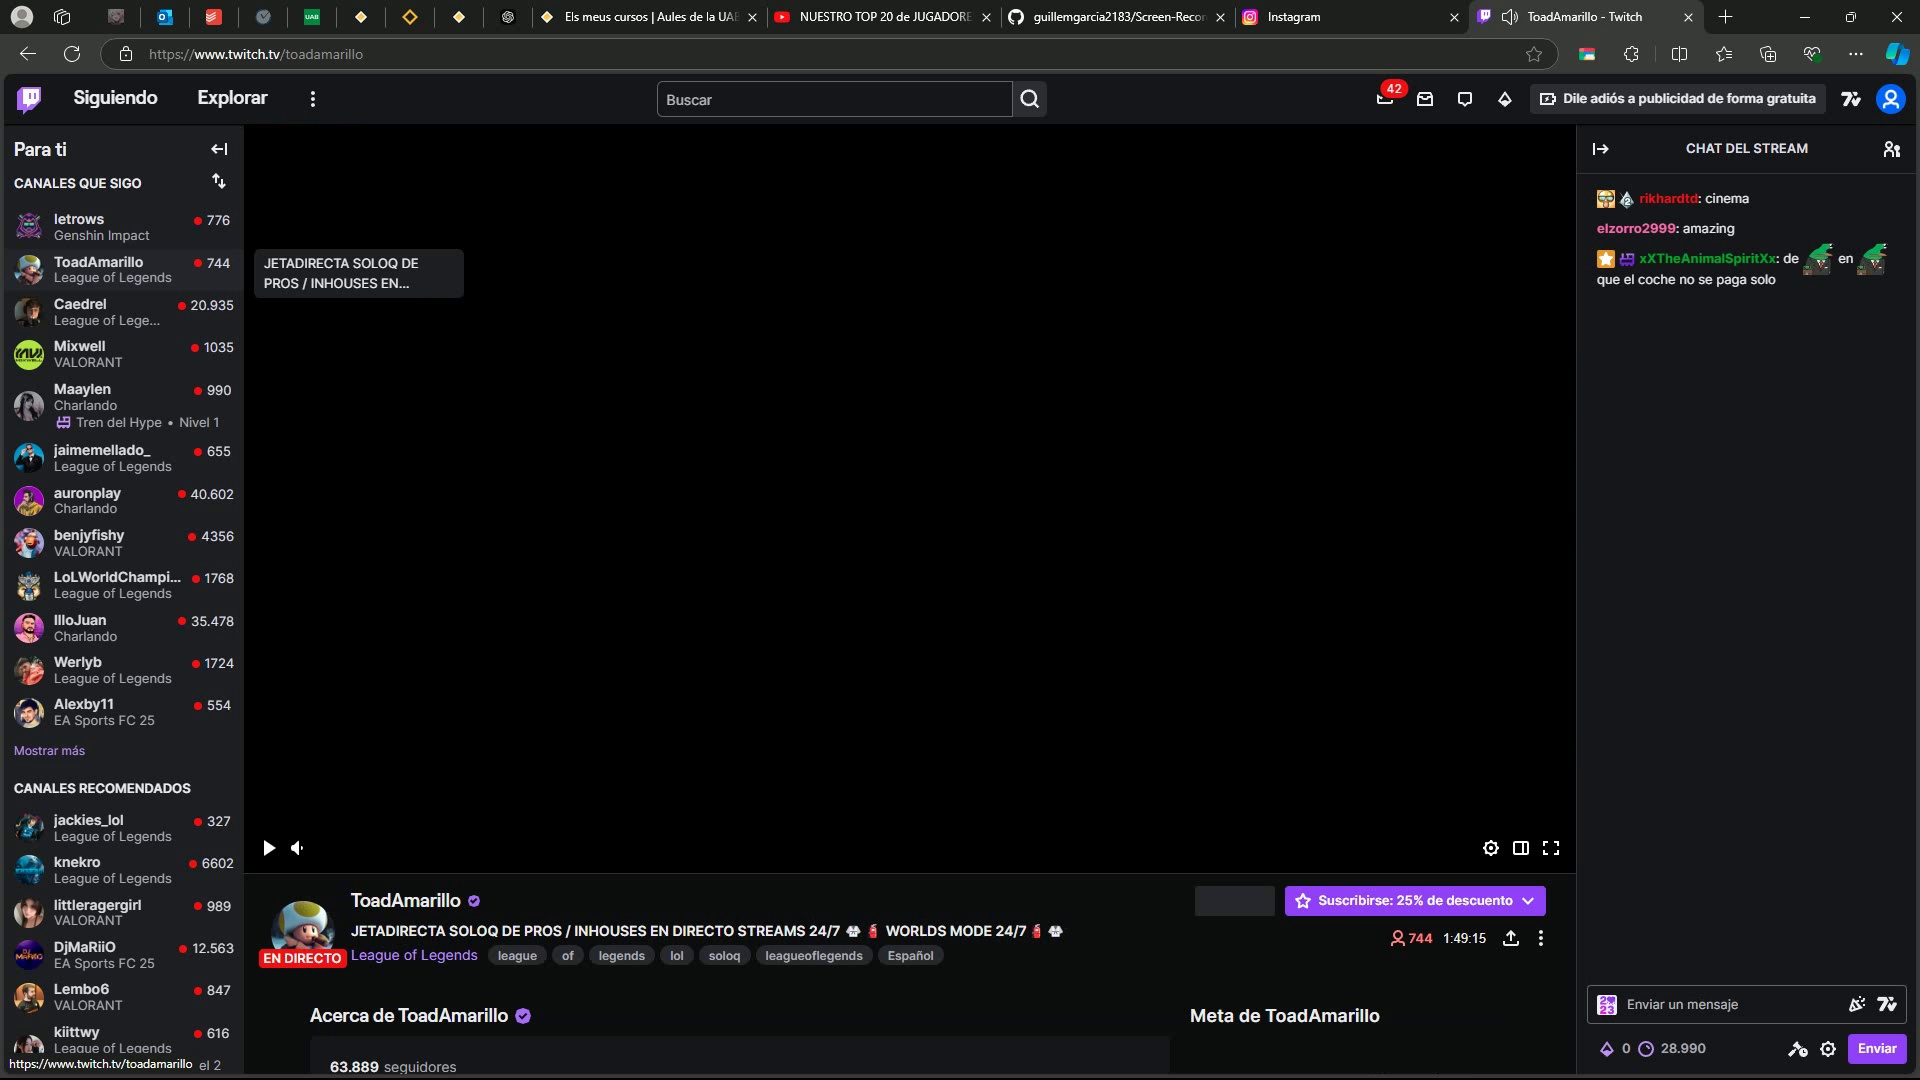 UAB
Els meus cursos | Aules de la UAB
NUESTRO TOP 20 de JUGADORE
guillemgarcia2183/Screen-Recor
Instagram
ToadAmarillo - Twitch
https://www.twitch.tv/toadamarillo
Siguiendo
Explorar
Buscar
42
Dile adiós a publicidad de forma gratuita
Para ti
CANALES QUE SIGO
letrows
776
Genshin Impact
ToadAmarillo
744
League of Legends
Caedrel
20.935
League of Lege...
Mixwell
1035
VALORANT
Maaylen
990
Charlando
Tren del Hype • Nivel 1
jaimemellado_
655
League of Legends
auronplay
40.602
Charlando
benjyfishy
4356
VALORANT
LoLWorldChampi...
1768
League of Legends
IlloJuan
35.478
Charlando
Werlyb
1724
League of Legends
Alexby11
554
EA Sports FC 25
Mostrar más
CANALES RECOMENDADOS
jackies_lol
327
League of Legends
knekro
6602
League of Legends
littleragergirl
989
VALORANT
DjMaRiiO
12.563
EA Sports FC 25
Lembo6
847
VALORANT
kiittwy
616
League of Legends
https://www.twitch.tv/toadamarillo
el 2
JETADIRECTA SOLOQ DE
PROS / INHOUSES EN...
ToadAmarillo
Suscribirse: 25% de descuento
JETADIRECTA SOLOQ DE PROS / INHOUSES EN DIRECTO STREAMS 24/7 WORLDS MODE 24/7
744 1:49:15
EN DIRECTO
League of Legends league of legends lol soloq leagueoflegends Español
Acerca de ToadAmarillo
Meta de ToadAmarillo
63.889 seguidores
CHAT DEL STREAM
rikhardtd: cinema
elzorro2999: amazing
xXTheAnimalSpiritXx: de en
que el coche no se paga solo
Enviar un mensaje
0 28.990
Enviar